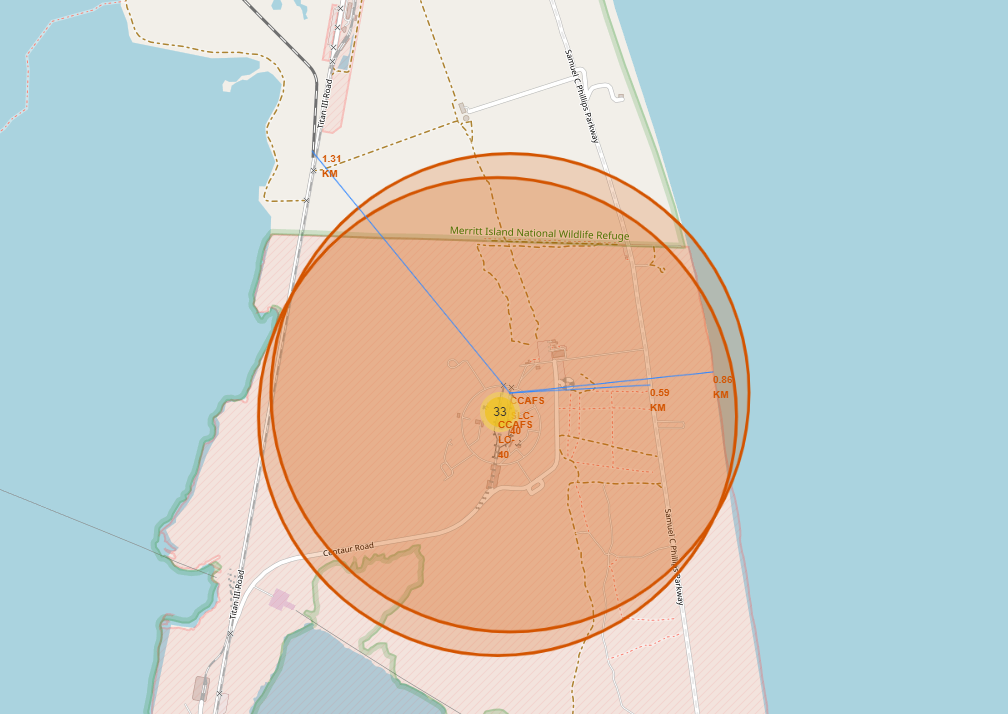 Samuel C Phillips Parkway
Titan III Road
1.31
KM
Merritt Island National Wildlife Refuge
0.86
KM
0.59
KM
CCAFS
SLC-
40
33
CCAFS
LC-
40
Samuel C Phillips Parkway
Centaur Road
Titan III Road